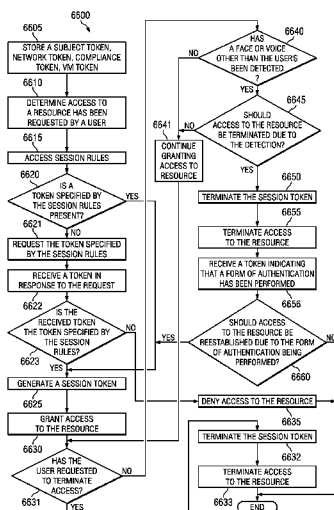 6600
6605
STORE A SUBJECT TOKEN,
NETWORK TOKEN, COMPLIANCE
TOKEN, VM TOKEN
6610
DETERMINE ACCESS TO
A RESOURCE HAS BEEN
REQUESTED BY A USER
6615
ACCESS SESSION RULES
6620
IS A
TOKEN SPECIFIED BY
THE SESSION RULES
PRESENT?
YES
6621
NO
REQUEST THE TOKEN SPECIFIED
BY THE SESSION RULES
RECEIVE A TOKEN IN
RESPONSE TO THE REQUEST
6622
IS THE
RECEIVED TOKEN
THE TOKEN SPECIFIED BY
THE SESSION
RULES?
6623
NO
YES
GENERATE A SESSION TOKEN
6625
GRANT ACCESS
TO THE RESOURCE
6630
HAS THE
USER REQUESTED
TO TERMINATE
ACCESS?
NO
6631
YES
6640
HAS
A FACE OR VOICE
OTHER THAN THE USER'S
BEEN DETECTED
?
NO
YES
6645
SHOULD
ACCESS TO THE RESOURCE
BE TERMINATED DUE TO
THE DETECTION?
NO
6641
CONTINUE
GRANTING
ACCESS TO
RESOURCE
YES
6650
TERMINATE THE SESSION TOKEN
6655
TERMINATE ACCESS
TO THE RESOURCE
RECEIVE A TOKEN INDICATING
THAT A FORM OF AUTHENTICATION
HAS BEEN PERFORMED
6656
SHOULD ACCESS
TO THE RESOURCE BE
REESTABLISHED DUE TO THE FORM
OF AUTHENTICATION BEING
PERFORMED?
YES
NO
6660
DENY ACCESS TO THE RESOURCE
6635
TERMINATE THE SESSION TOKEN
6632
TERMINATE ACCESS
TO THE RESOURCE
6633
END